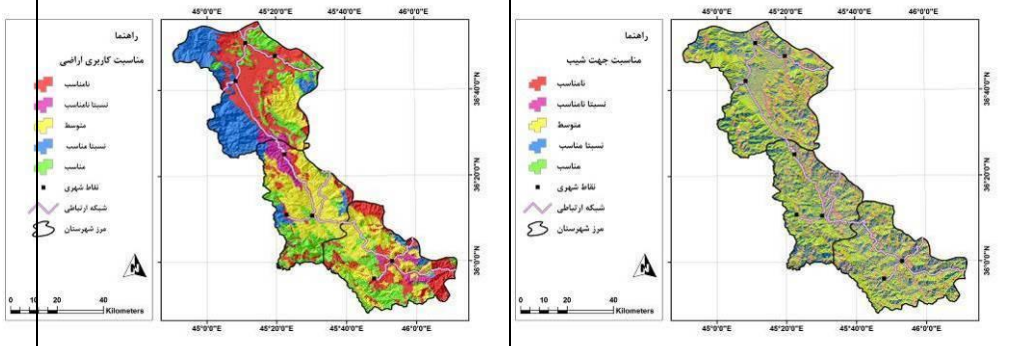 راهنما
مناسبت کاربری اراضی
نامناسب
نسبتا نامناسب
متوسط
نسبتا مناسب
مناسب
نقاط شهری
شبکه ارتباطی
مرز شهرستان
N
0 10 20 40
Kilometers
45°0'0"E 45°20'0"E 45°40'0"E 46°0'0"E
36°40'0"N
36°20'0"N
36°0'0"N
45°0'0"E 45°20'0"E 45°40'0"E 46°0'0"E
راهنما
مناسبت جهت شیب
نامناسب
نسبتا نامناسب
متوسط
نسبتا مناسب
مناسب
نقاط شهری
شبکه ارتباطی
مرز شهرستان
N
0 10 20 40
Kilometers
45°0'0"E 45°20'0"E 45°40'0"E 46°0'0"E
36°40'0"N
36°20'0"N
36°0'0"N
45°0'0"E 45°20'0"E 45°40'0"E 46°0'0"E